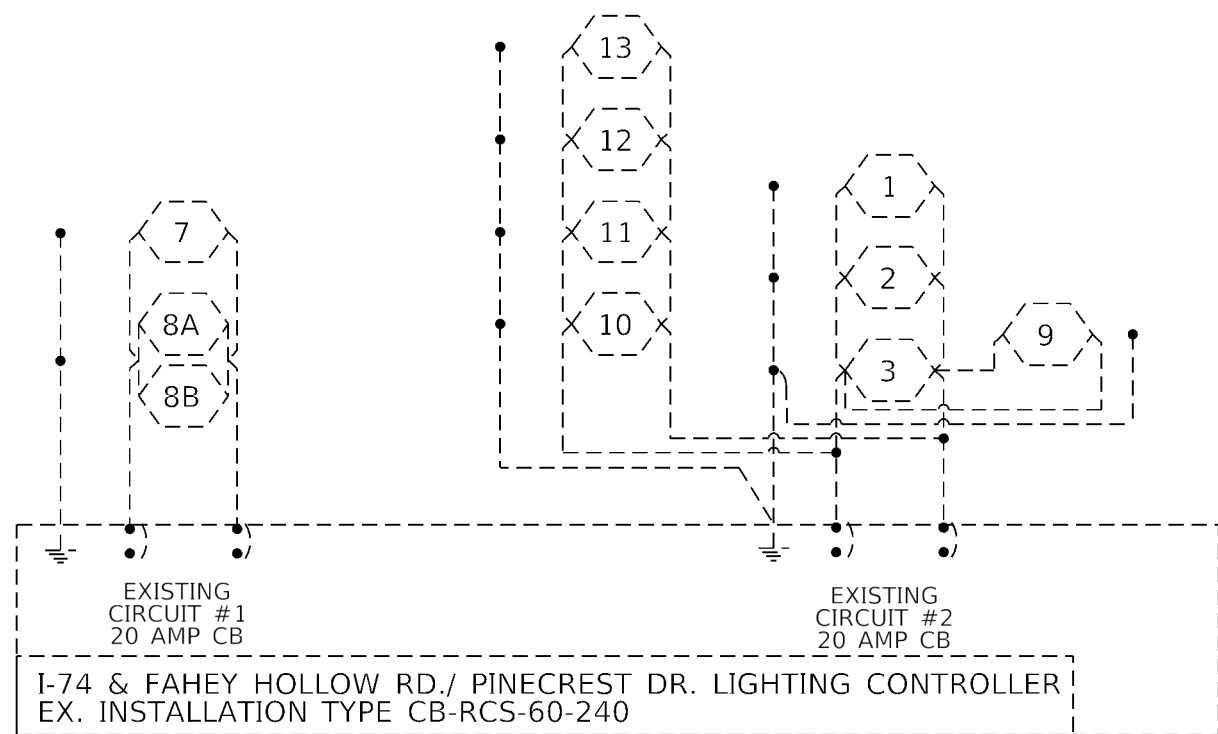 13
12
1
7
11
2
8A
10
9
3
8B
EXISTING
CIRCUIT #1
20 AMP CB
EXISTING
CIRCUIT #2
20 AMP CB
I-74 & FAHEY HOLLOW RD./ PINECREST DR. LIGHTING CONTROLLER
EX. INSTALLATION TYPE CB-RCS-60-240